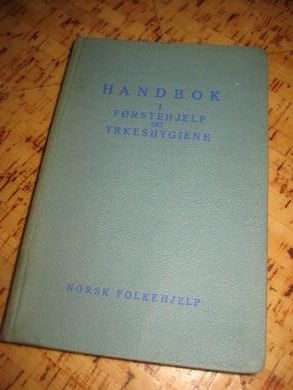 HANDBOK
I
FØRSTEHJELP
OG
YRKESHYGIENE
NORSK FOLKEHJELP